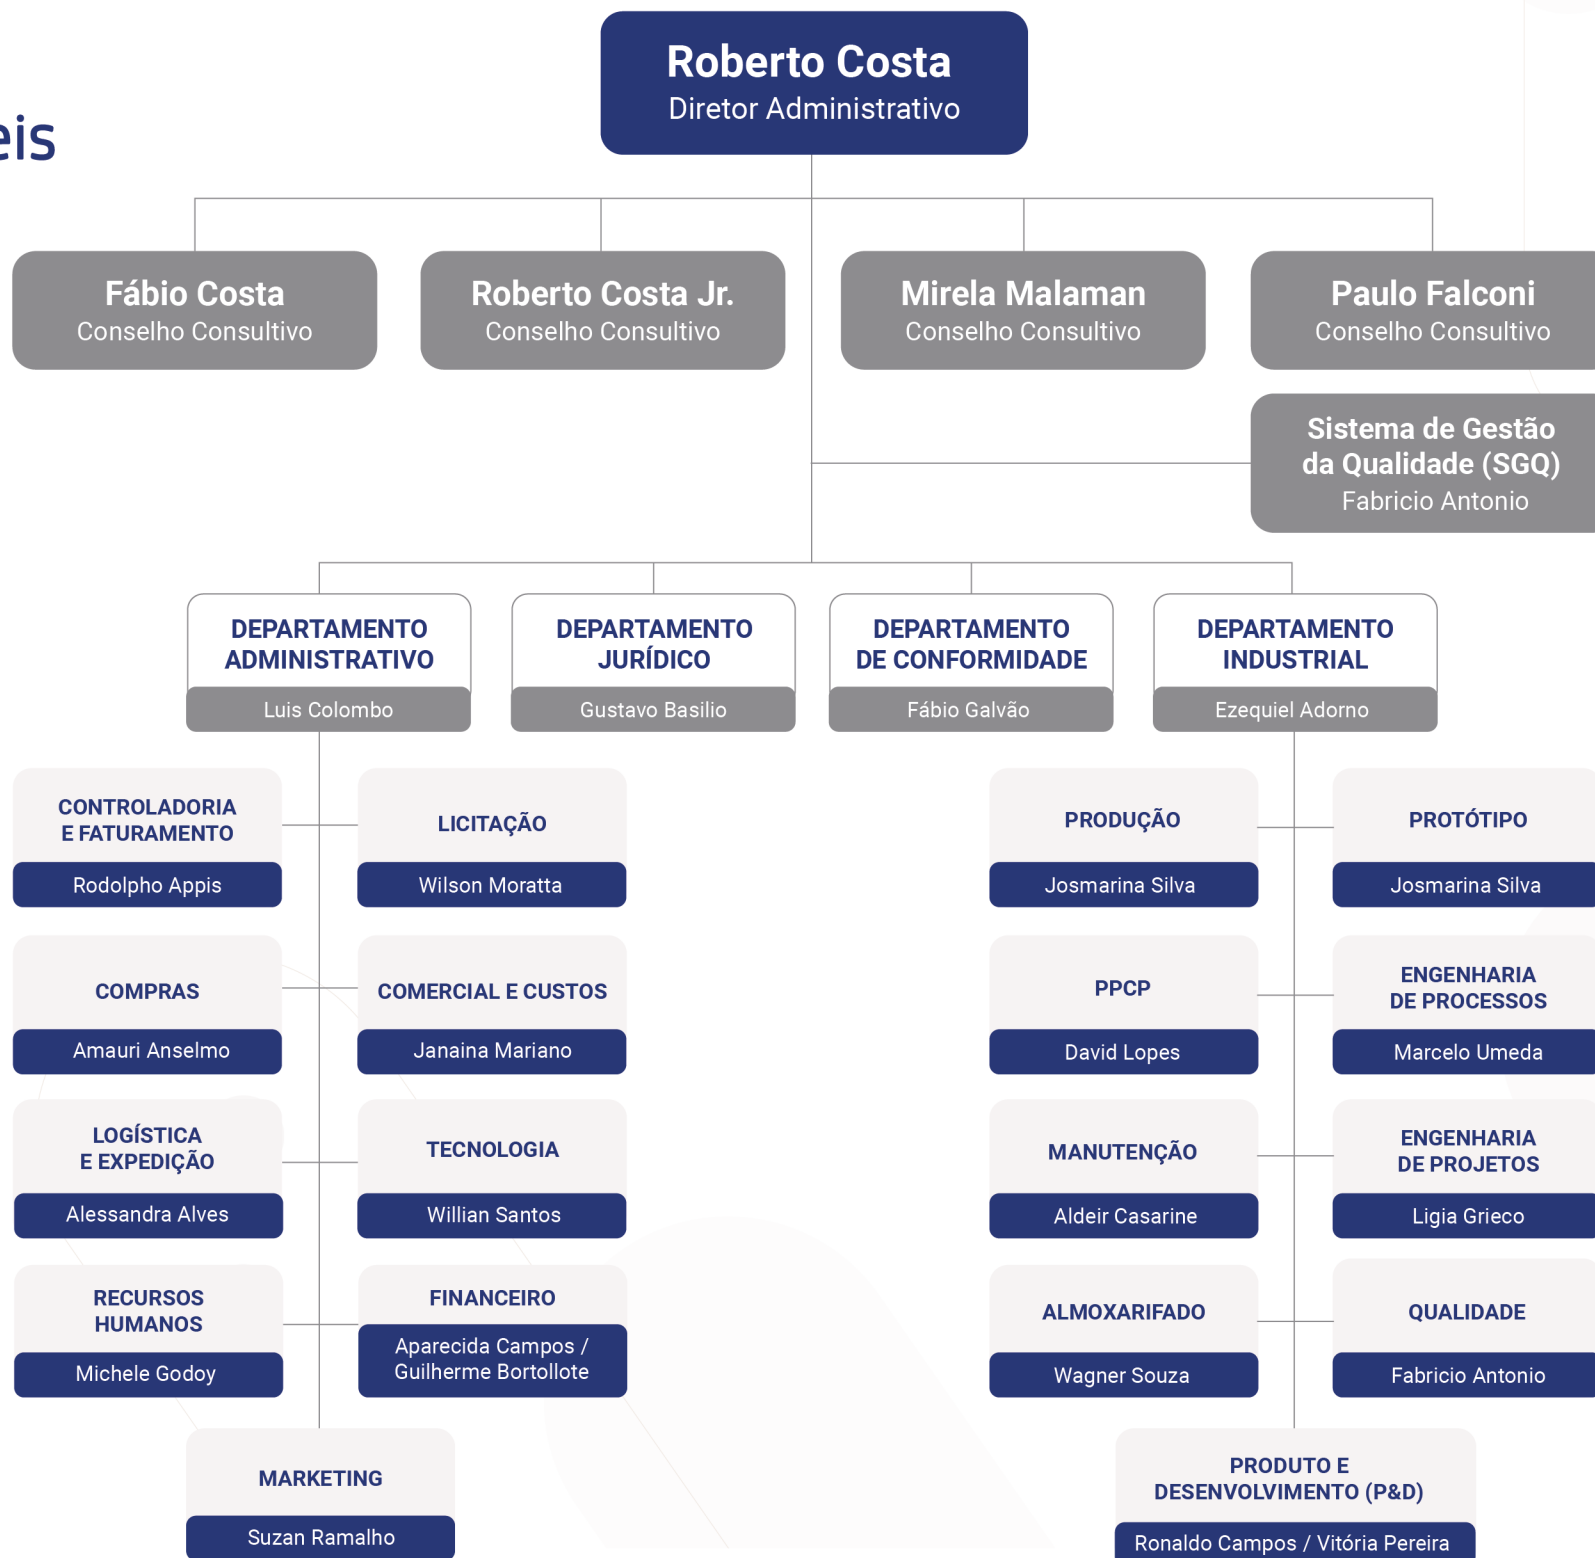 Roberto Costa
Diretor Administrativo
eis
Fábio Costa
Conselho Consultivo
Roberto Costa Jr.
Conselho Consultivo
Mirela Malaman
Conselho Consultivo
Paulo Falconi
Conselho Consultivo
Sistema de Gestão
da Qualidade (SGQ)
Fabricio Antonio
DEPARTAMENTO
ADMINISTRATIVO
Luis Colombo
DEPARTAMENTO
JURÍDICO
Gustavo Basilio
DEPARTAMENTO
DE CONFORMIDADE
Fábio Galvão
DEPARTAMENTO
INDUSTRIAL
Ezequiel Adorno
CONTROLADORIA
E FATURAMENTO
Rodolpho Appis
LICITAÇÃO
Wilson Moratta
PRODUÇÃO
Josmarina Silva
PROTÓTIPO
Josmarina Silva
COMPRAS
Amauri Anselmo
COMERCIAL E CUSTOS
Janaina Mariano
PPCP
David Lopes
ENGENHARIA
DE PROCESSOS
Marcelo Umeda
LOGÍSTICA
E EXPEDIÇÃO
Alessandra Alves
TECNOLOGIA
Willian Santos
MANUTENÇÃO
Aldeir Casarine
ENGENHARIA
DE PROJETOS
Ligia Grieco
RECURSOS
HUMANOS
Michele Godoy
FINANCEIRO
Aparecida Campos /
Guilherme Bortollote
ALMOXARIFADO
Wagner Souza
QUALIDADE
Fabricio Antonio
MARKETING
Suzan Ramalho
PRODUTO E
DESENVOLVIMENTO (P&D)
Ronaldo Campos / Vitória Pereira